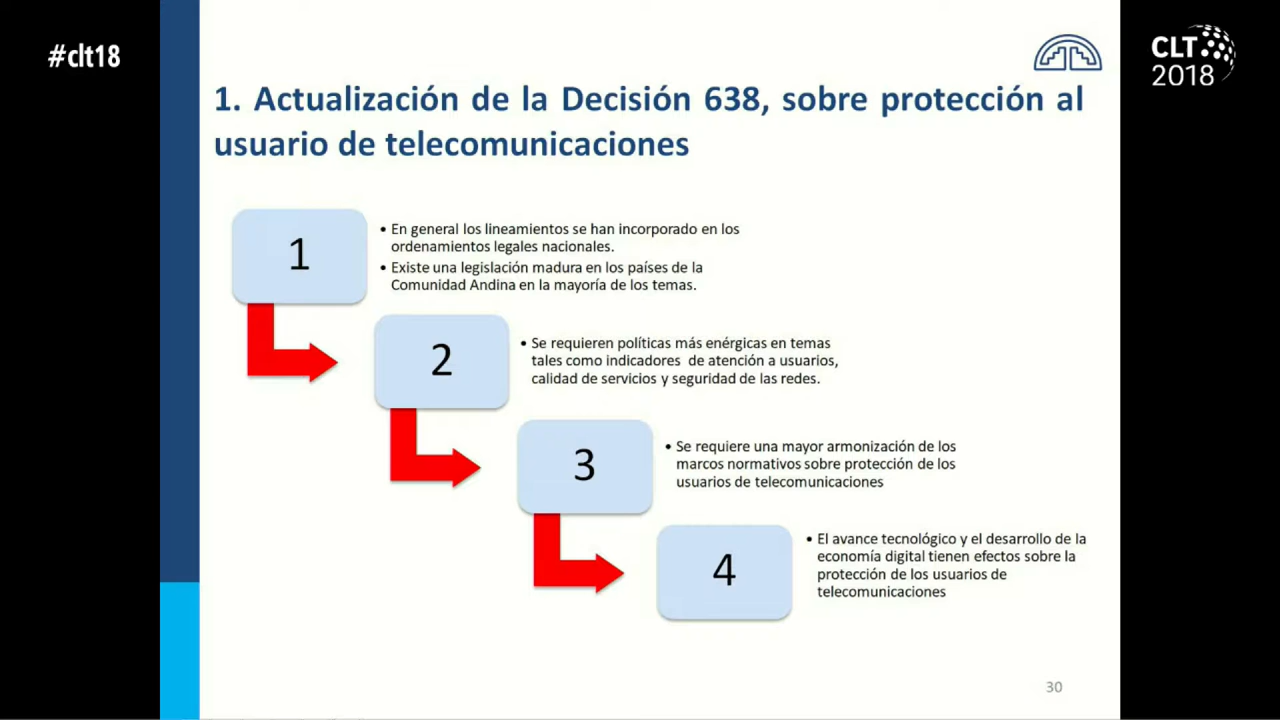 #clt18
CLT
2018
1. Actualización de la Decisión 638, sobre protección al
usuario de telecomunicaciones
1
• En general los lineamientos se han incorporado en los
ordenamientos legales nacionales.
• Existe una legislación madura en los países de la
Comunidad Andina en la mayoría de los temas.
2
• Se requieren políticas más enérgicas en temas
tales como indicadores de atención a usuarios,
calidad de servicios y seguridad de las redes.
3
• Se requiere una mayor armonización de los
marcos normativos sobre protección de los
usuarios de telecomunicaciones
4
• El avance tecnológico y el desarrollo de la
economía digital tienen efectos sobre la
protección de los usuarios de
telecomunicaciones
30